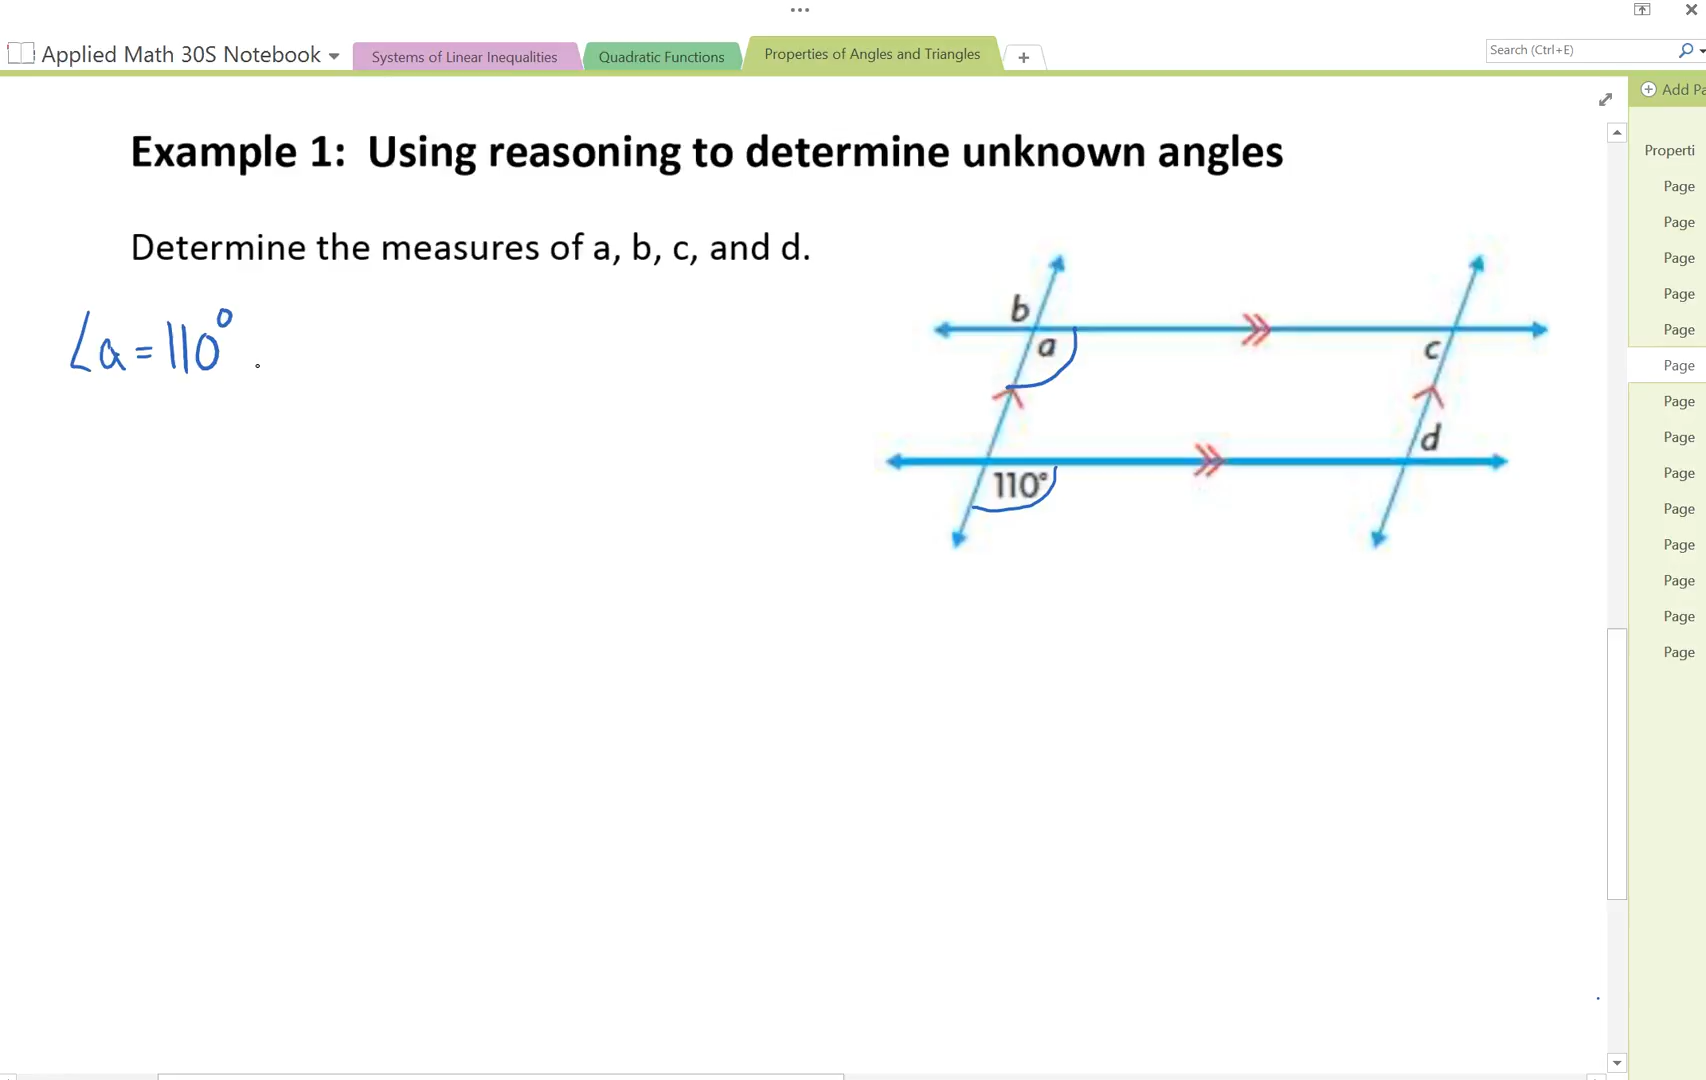 Applied Math 30S Notebook
Systems of Linear Inequalities
Quadratic Functions
Properties of Angles and Triangles
+
Search (Ctrl+E)
Add Pa
Example 1: Using reasoning to determine unknown angles
Determine the measures of a, b, c, and d.
∠a = 110°
b
a
c
d
110°
Properti
Page
Page
Page
Page
Page
Page
Page
Page
Page
Page
Page
Page
Page
Page